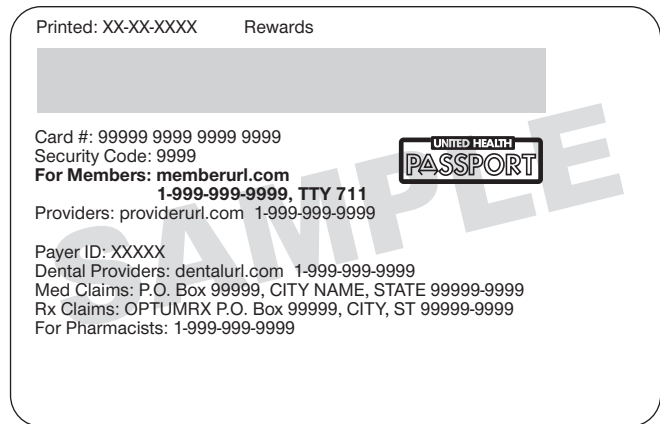 Printed: XX-XX-XXXX Rewards
Card #: 99999 9999 9999 9999
Security Code: 9999
For Members: memberurl.com
1-999-999-9999, TTY 711
Providers: providerurl.com 1-999-999-9999
UNITED HEALTH
PASSPORT
SAMPLE
Payer ID: XXXXX
Dental Providers: dentalurl.com 1-999-999-9999
Med Claims: P.O. Box 99999, CITY NAME, STATE 99999-9999
Rx Claims: OPTUMRX P.O. Box 99999, CITY, ST 99999-9999
For Pharmacists: 1-999-999-9999